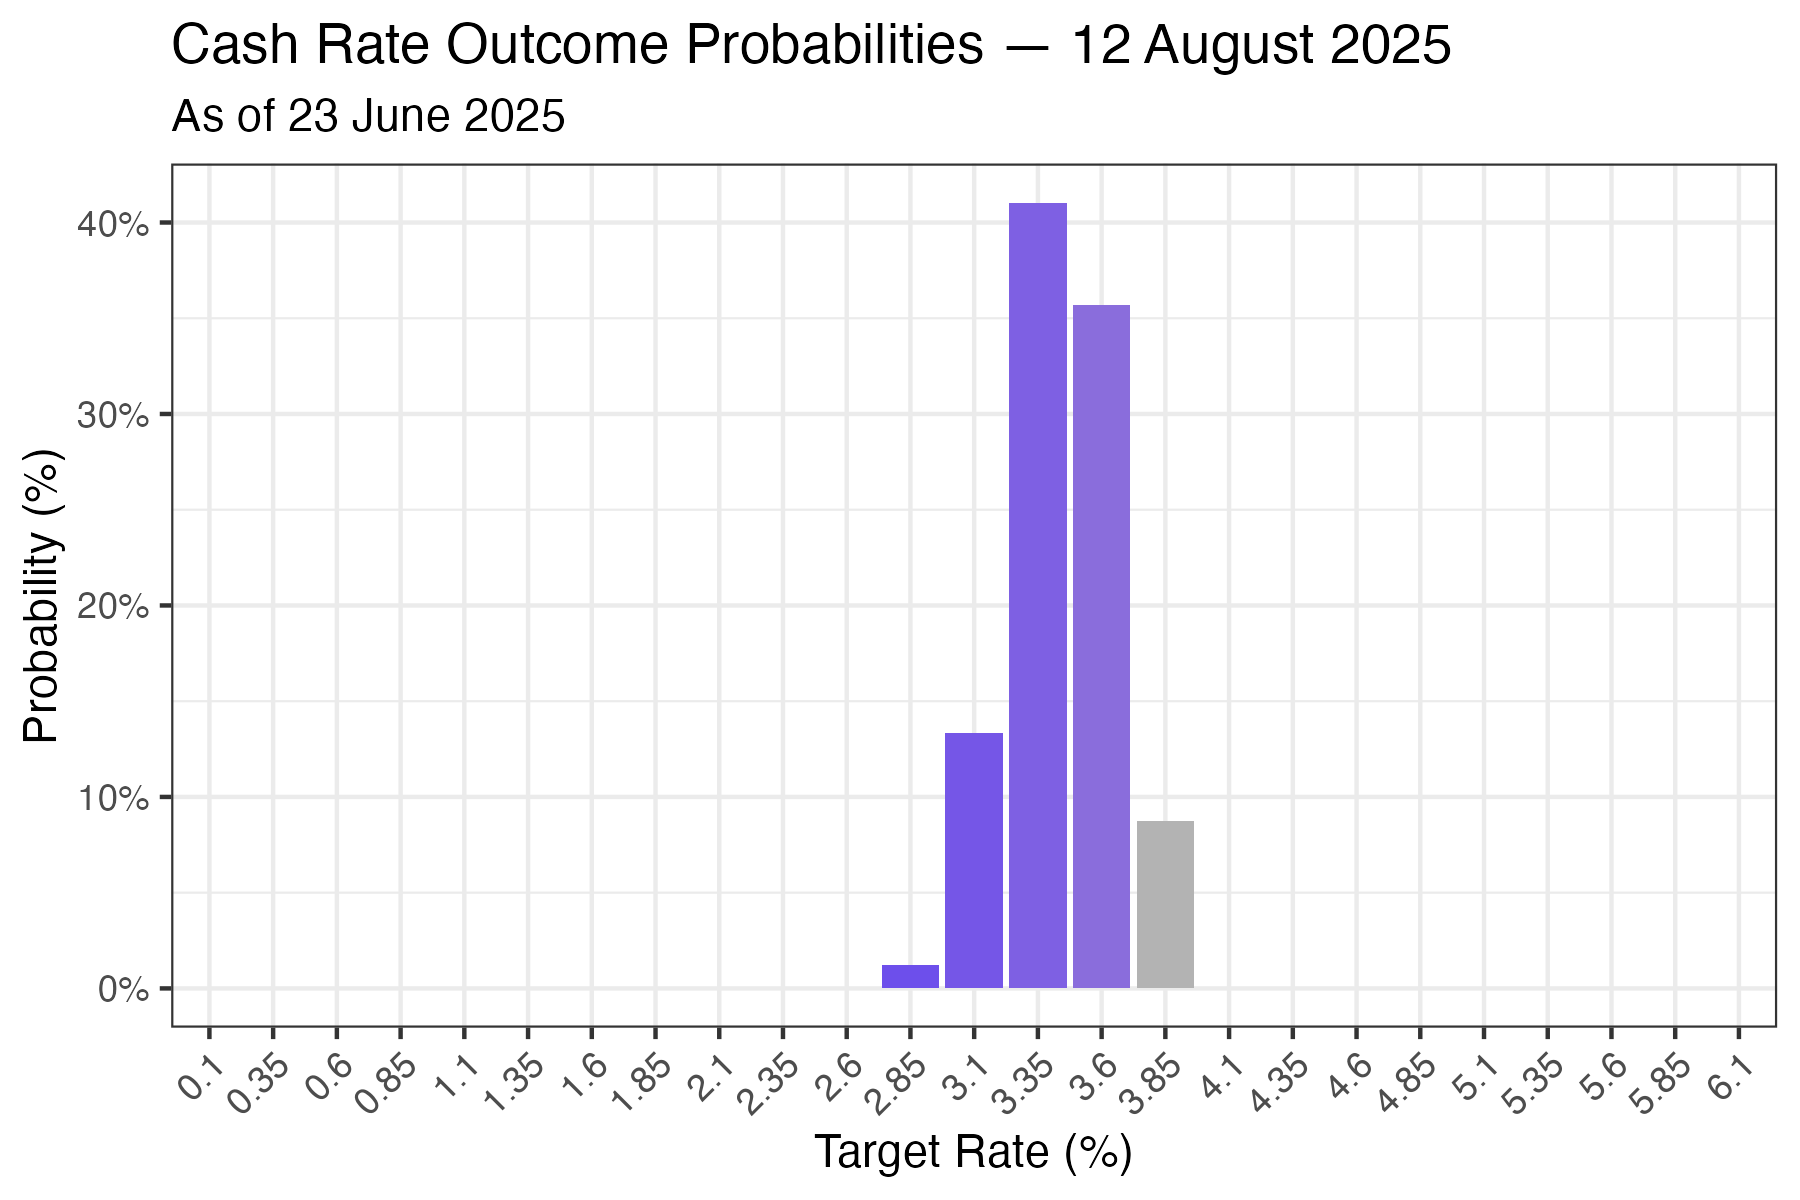 Cash Rate Outcome Probabilities — 12 August 2025
As of 23 June 2025
Probability (%)
40%
30%
20%
10%
0%
0.1 0.35 0.6 0.85 1.1 1.35 1.6 1.85 2.1 2.35 2.6 2.85 3.1 3.35 3.6 3.85 4.1 4.35 4.6 4.85 5.1 5.35 5.6 5.85 6.1
Target Rate (%)